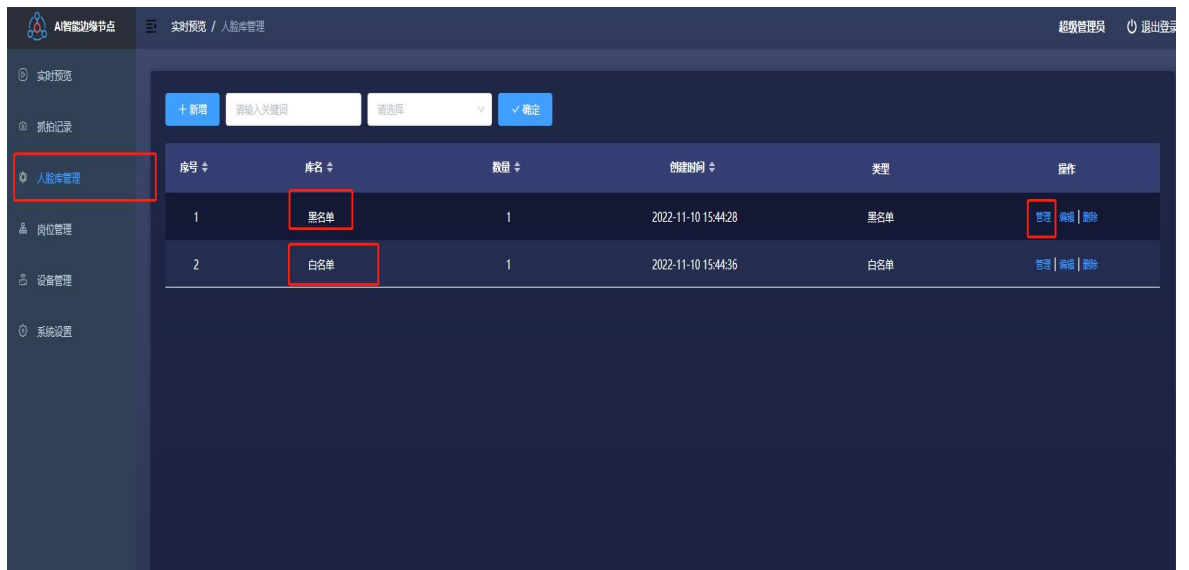 AI智能边缘节点
实时预览 / 人脸库管理
超级管理员 退出登录
实时预览
抓拍记录
人脸库管理
岗位管理
设备管理
系统设置
+ 新增 请输入关键词 请选择 确定
序号 库名 数量 创建时间 类型 操作
1 黑名单 1 2022-11-10 15:44:28 黑名单 管理 编辑 | 删除
2 白名单 1 2022-11-10 15:44:36 白名单 管理 | 编辑 | 删除